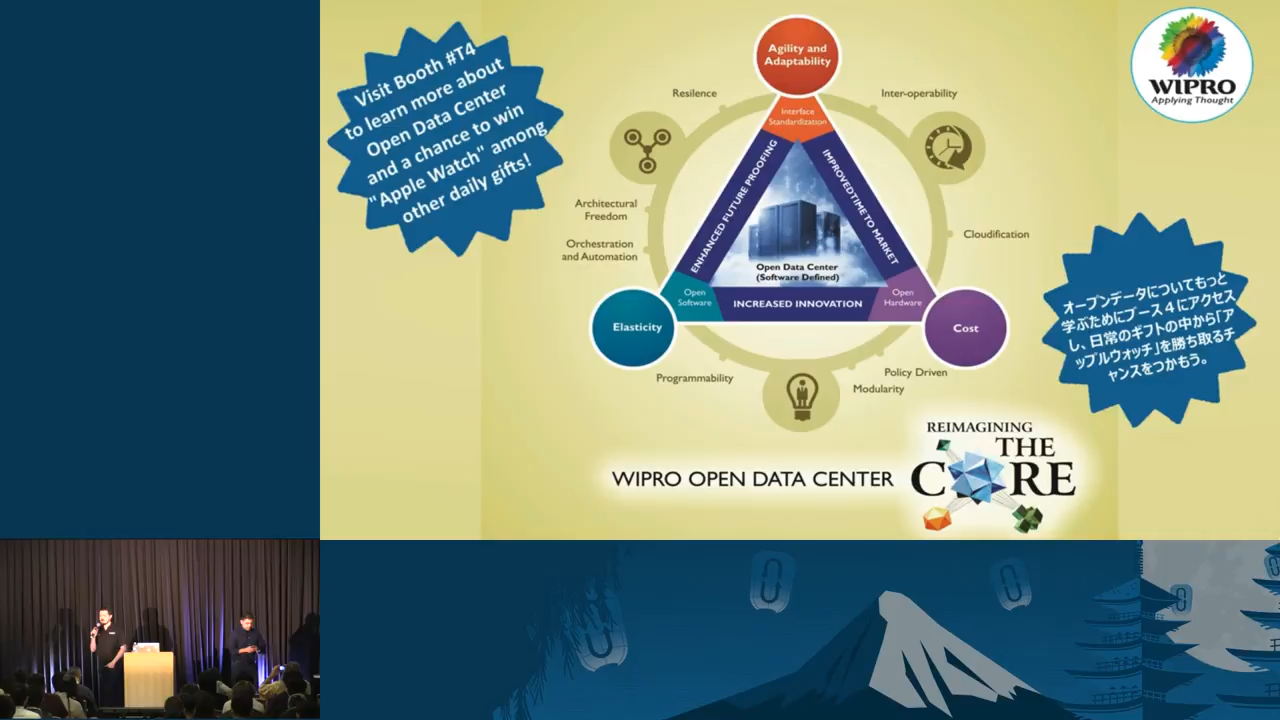 Visit Booth #T4
to learn more about
Open Data Center
and a chance to win
"Apple Watch" among
other daily gifts!
Agility and
Adaptability
WIPRO
Applying Thought
Resilence
Inter-operability
Interface
Standardization
ENHANCED FUTURE PROOFING
IMPROVEDTIME TO MARKET
Architectural
Freedom
Orchestration
and Automation
Cloudification
Open Data Center
(Software Defined)
Open
Software
INCREASED INNOVATION
Open
Hardware
Elasticity
Cost
オープンデータについてもっと
学ぶためにブース４にアクセス
し、日常のギフトの中から「ア
ップルウォッチ」を勝ち取るチ
ャンスをつかもう。
Programmability
Policy Driven
Modularity
REIMAGINING
THE
CORE
WIPRO OPEN DATA CENTER